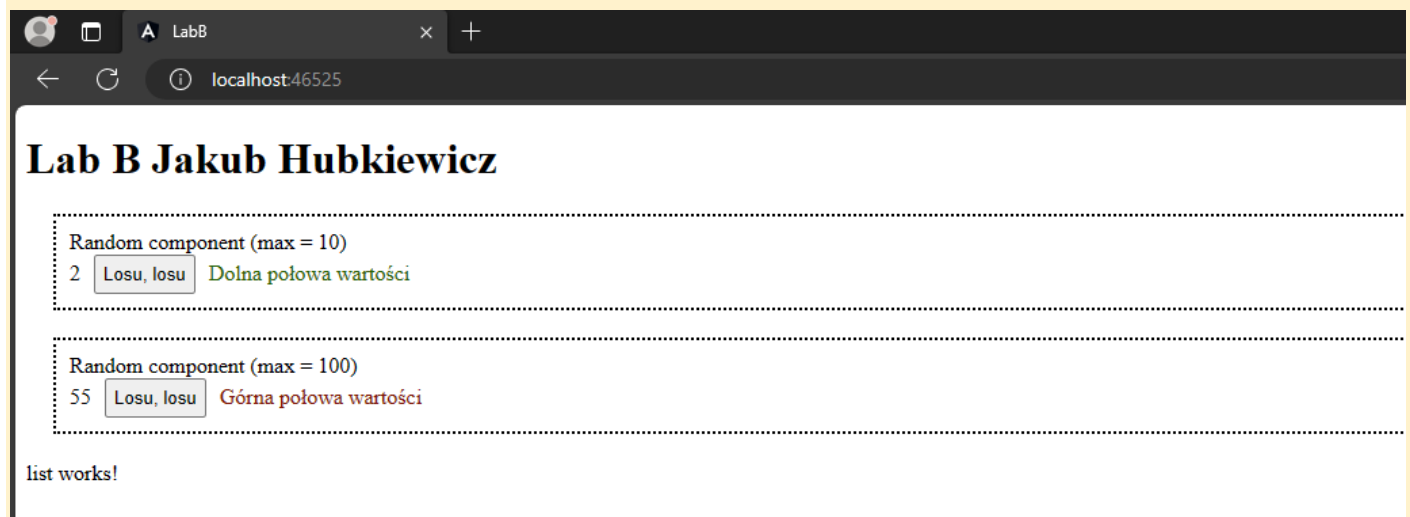 LabB
localhost:46525
Lab B Jakub Hubkiewicz
Random component (max = 10)
2 Losu, losu Dolna połowa wartości
Random component (max = 100)
55 Losu, losu Górna połowa wartości
list works!